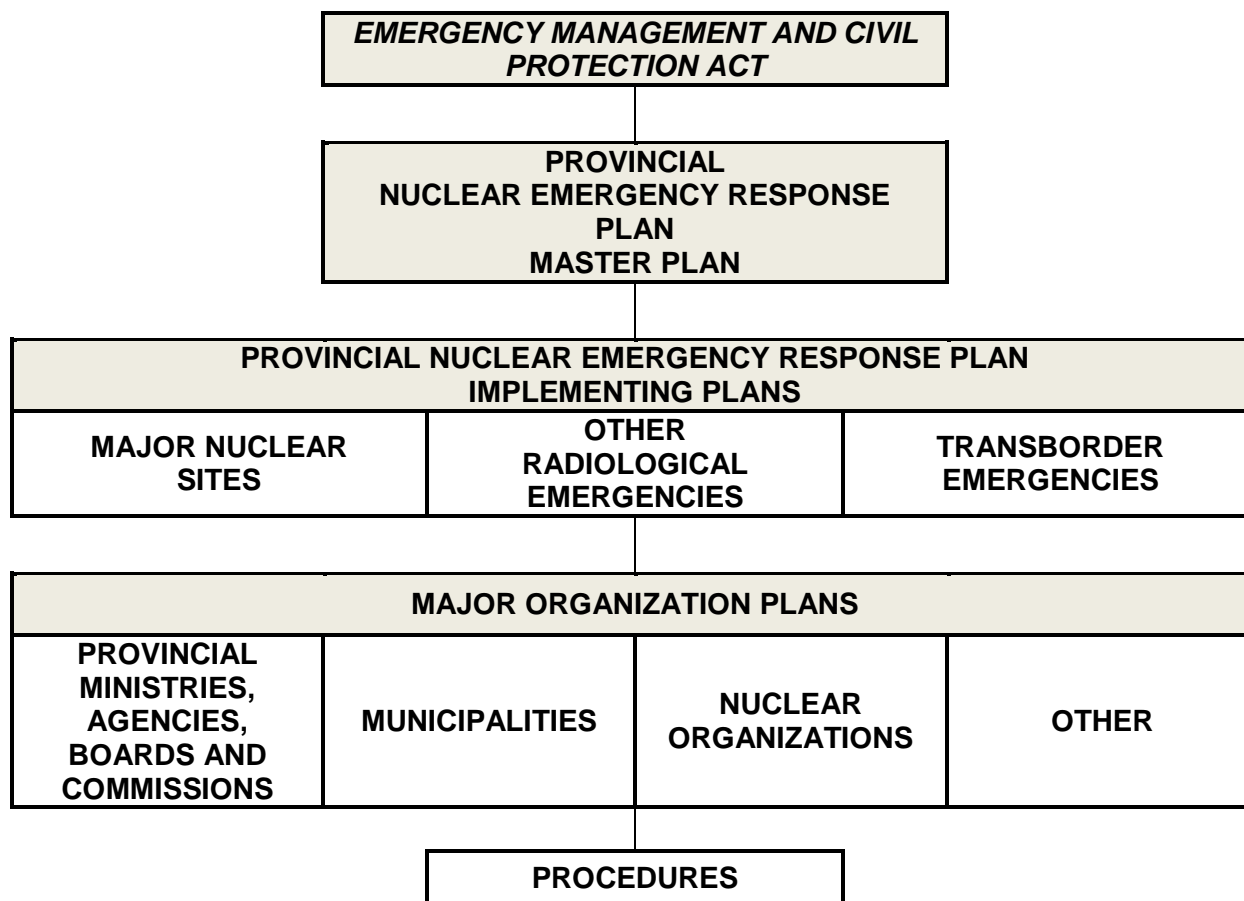 EMERGENCY MANAGEMENT AND CIVIL
PROTECTION ACT
PROVINCIAL
NUCLEAR EMERGENCY RESPONSE
PLAN
MASTER PLAN
PROVINCIAL NUCLEAR EMERGENCY RESPONSE PLAN
IMPLEMENTING PLANS
MAJOR NUCLEAR
SITES
OTHER
RADIOLOGICAL
EMERGENCIES
TRANSBORDER
EMERGENCIES
MAJOR ORGANIZATION PLANS
PROVINCIAL
MINISTRIES,
AGENCIES,
BOARDS AND
COMMISSIONS
MUNICIPALITIES
NUCLEAR
ORGANIZATIONS
OTHER
PROCEDURES